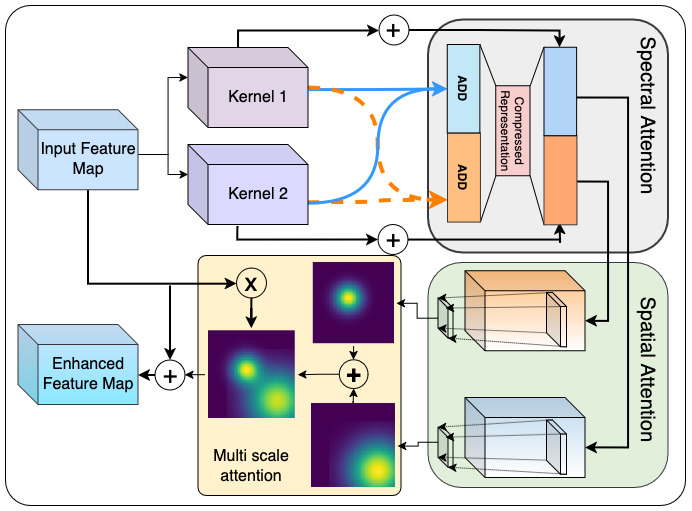 Kernel 1
Kernel 2
Input Feature
Map
ADD
ADD
Compressed
Representation
Spectral Attention
+
+
X
+
+
Multi scale
attention
Enhanced
Feature Map
Spatial Attention